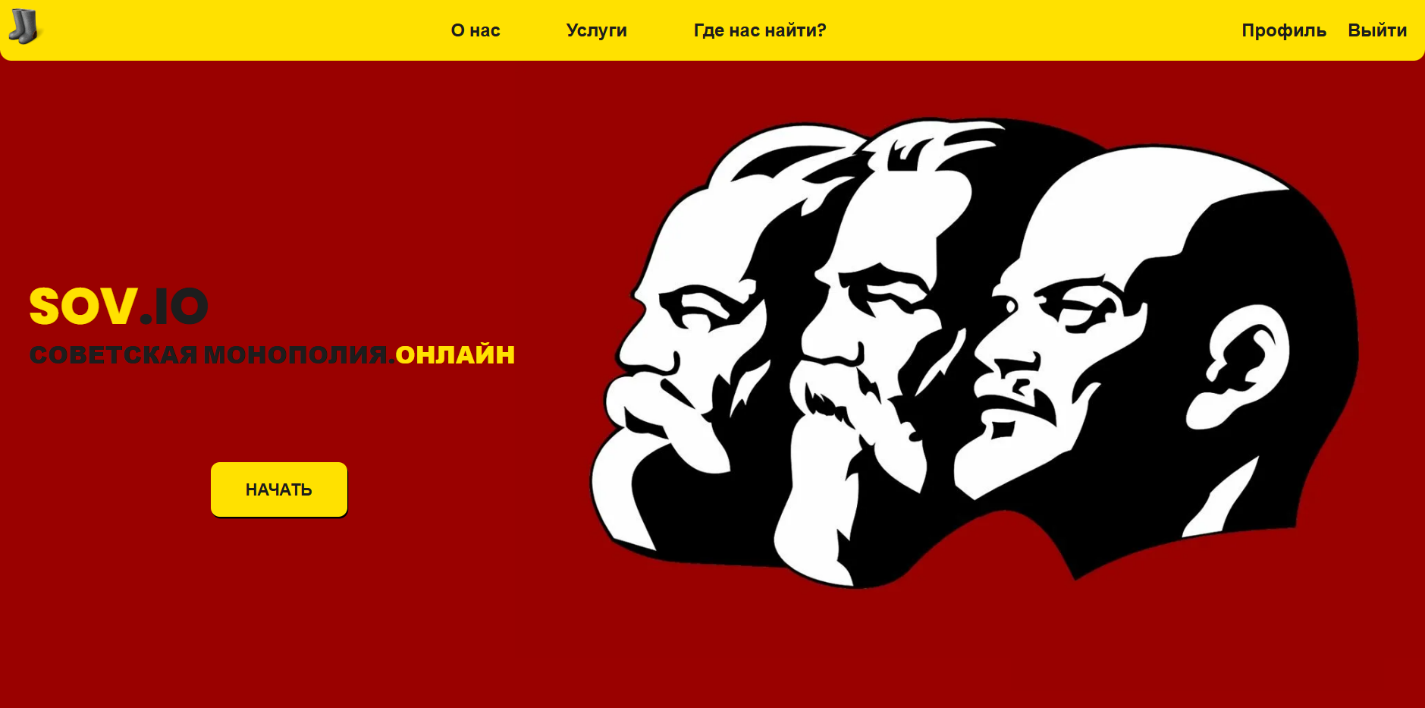 О нас Услуги Где нас найти? Профиль Выйти
SOV.IO
СОВЕТСКАЯ МОНОПОЛИЯ.ОНЛАЙН
НАЧАТЬ